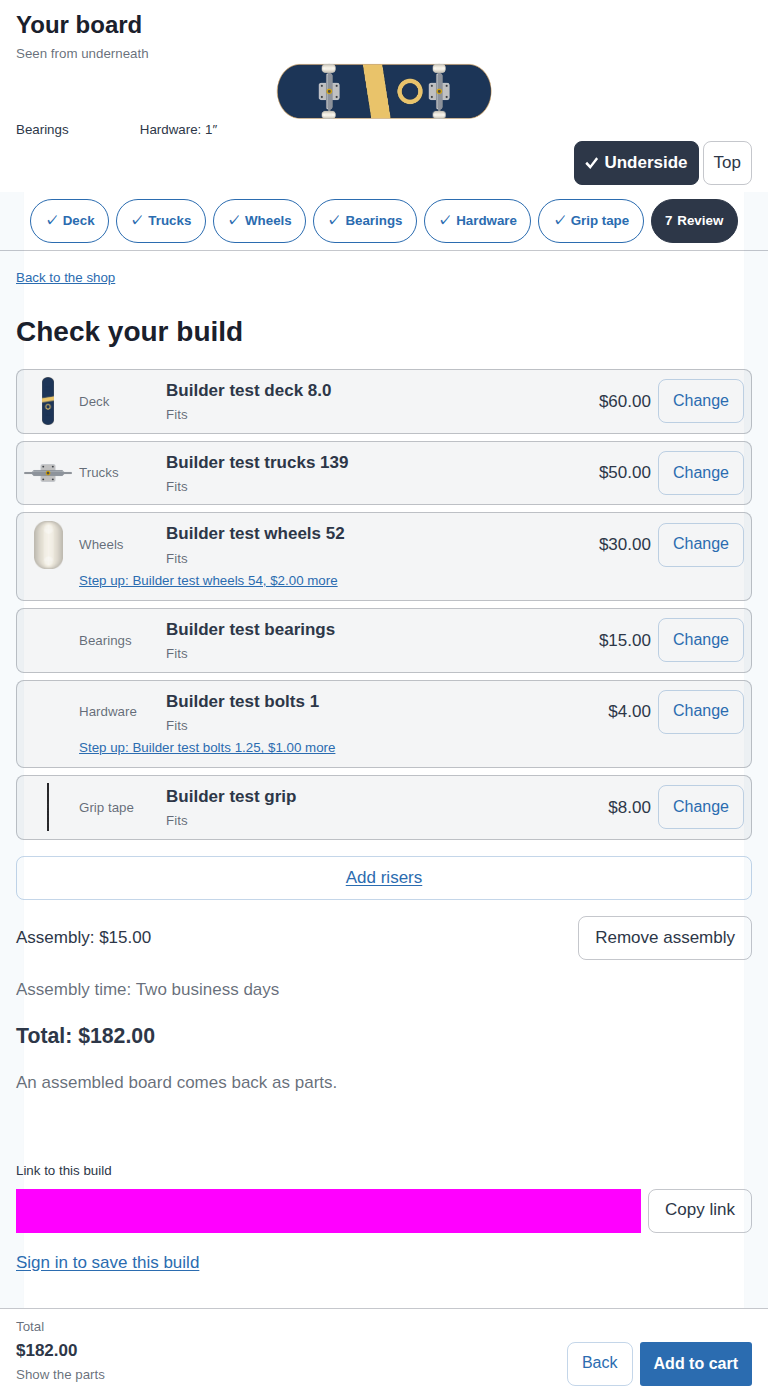 Your board
Seen from underneath
Bearings Hardware: 1″
✓ Underside Top
✓ Deck ✓ Trucks ✓ Wheels ✓ Bearings ✓ Hardware ✓ Grip tape 7 Review
Back to the shop
Check your build
Deck Builder test deck 8.0 $60.00 Change
Fits
Trucks Builder test trucks 139 $50.00 Change
Fits
Wheels Builder test wheels 52 $30.00 Change
Fits
Step up: Builder test wheels 54, $2.00 more
Bearings Builder test bearings $15.00 Change
Fits
Hardware Builder test bolts 1 $4.00 Change
Fits
Step up: Builder test bolts 1.25, $1.00 more
Grip tape Builder test grip $8.00 Change
Fits
Add risers
Assembly: $15.00 Remove assembly
Assembly time: Two business days
Total: $182.00
An assembled board comes back as parts.
Link to this build
Copy link
Sign in to save this build
Total
$182.00
Show the parts
Back Add to cart